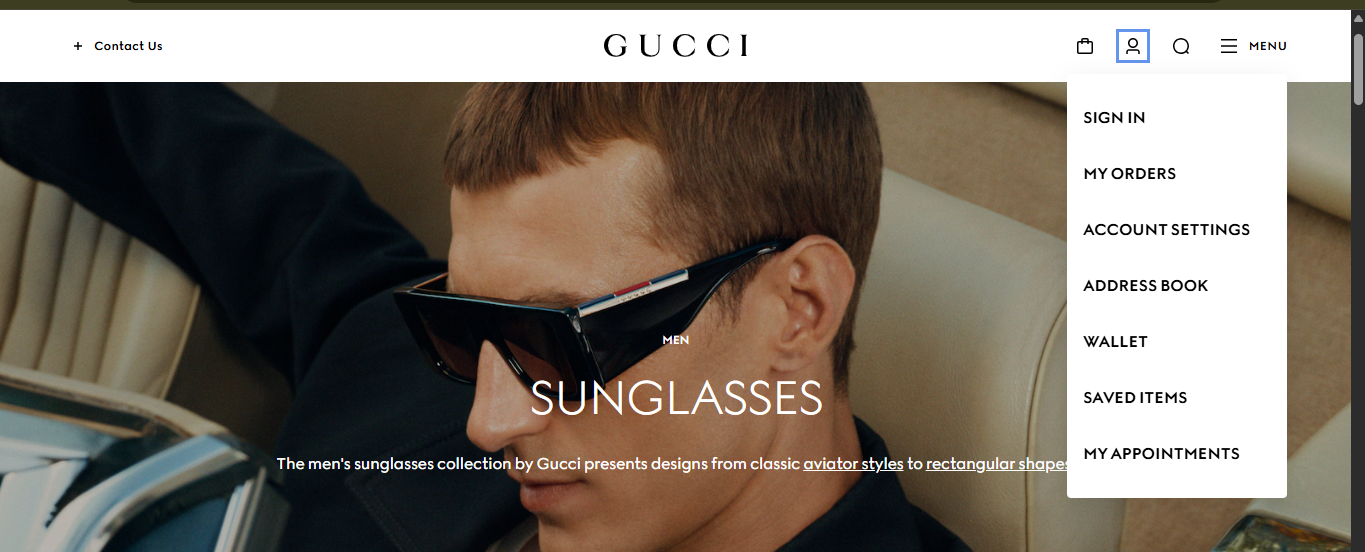 + Contact Us
GUCCI
MENU
SIGN IN
MY ORDERS
ACCOUNT SETTINGS
ADDRESS BOOK
WALLET
SAVED ITEMS
MY APPOINTMENTS
MEN
SUNGLASSES
The men's sunglasses collection by Gucci presents designs from classic aviator styles to rectangular shapes